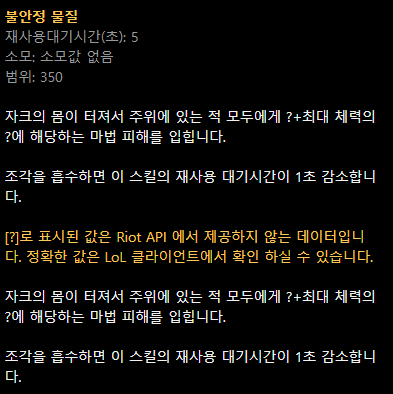 불안정 물질
재사용대기시간(초): 5
소모: 소모값 없음
범위: 350
자크의 몸이 터져서 주위에 있는 적 모두에게 ?+최대 체력의
?에 해당하는 마법 피해를 입힙니다.
조각을 흡수하면 이 스킬의 재사용 대기시간이 1초 감소합니
다.
[?]로 표시된 값은 Riot API 에서 제공하지 않는 데이터입니
다. 정확한 값은 LoL 클라이언트에서 확인 하실 수 있습니다.
자크의 몸이 터져서 주위에 있는 적 모두에게 ?+최대 체력의
?에 해당하는 마법 피해를 입힙니다.
조각을 흡수하면 이 스킬의 재사용 대기시간이 1초 감소합니
다.